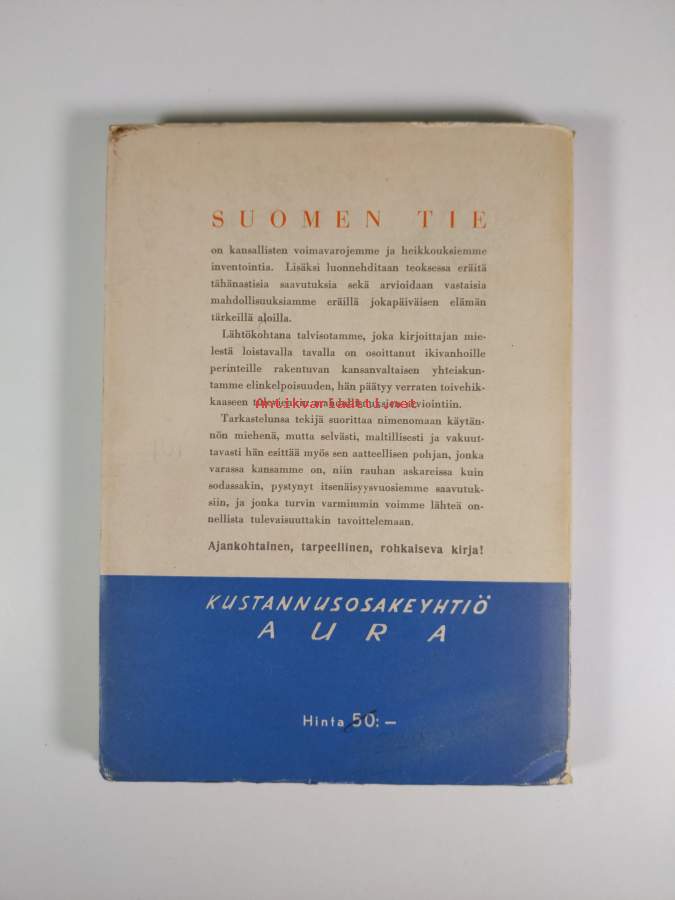 SUOMEN TIE
on kansallisten voimavarojemme ja heikkouksiemme
inventointia. Lisäksi luonnehditaan teoksessa eräitä
tähänastisia saavutuksia sekä arvioidaan vastaisia
mahdollisuuksiamme eräillä jokapäiväisen elämän
tärkeillä aloilla.
Lähtökohtana talvisotamme, joka kirjoittajan mie-
lestä loistavalla tavalla on osoittanut ikivanhoille
perinteille rakentuvan kansanvaltaisen yhteiskun-
tamme elinkelpoisuuden, hän päätyy verraten toivehik-
kaaseen arviointiin.
Antikvariaatti.net
Tarkastelunsa tekijä suorittaa nimenomaan käytän-
nön miehenä, mutta selvästi, maltillisesti ja vakuut-
tavasti hän esittää myös sen aatteellisen pohjan, jonka
varassa kansamme on, niin rauhan askareissa kuin
sodassakin, pystynyt itsenäisyysvuosiemme saavutuk-
siin, ja jonka turvin varmimmin voimme lähteä on-
nellista tulevaisuuttakin tavoittelemaan.
Ajankohtainen, tarpeellinen, rohkaiseva kirja!
KUSTANNUSOSAKEYHTIÖ
AURA
Hinta 50:—